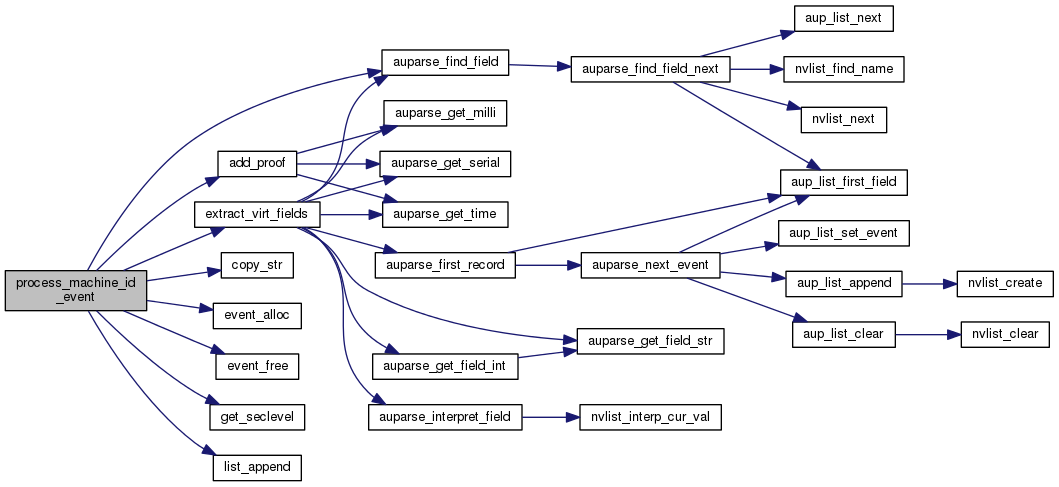 aup_list_next
auparse_find_field
auparse_find_field_next
nvlist_find_name
auparse_get_milli
nvlist_next
add_proof
auparse_get_serial
aup_list_first_field
extract_virt_fields
auparse_get_time
aup_list_set_event
copy_str
auparse_first_record
auparse_next_event
process_machine_id
_event
aup_list_append
nvlist_create
event_alloc
aup_list_clear
nvlist_clear
auparse_get_field_str
event_free
auparse_get_field_int
get_seclevel
auparse_interpret_field
nvlist_interp_cur_val
list_append